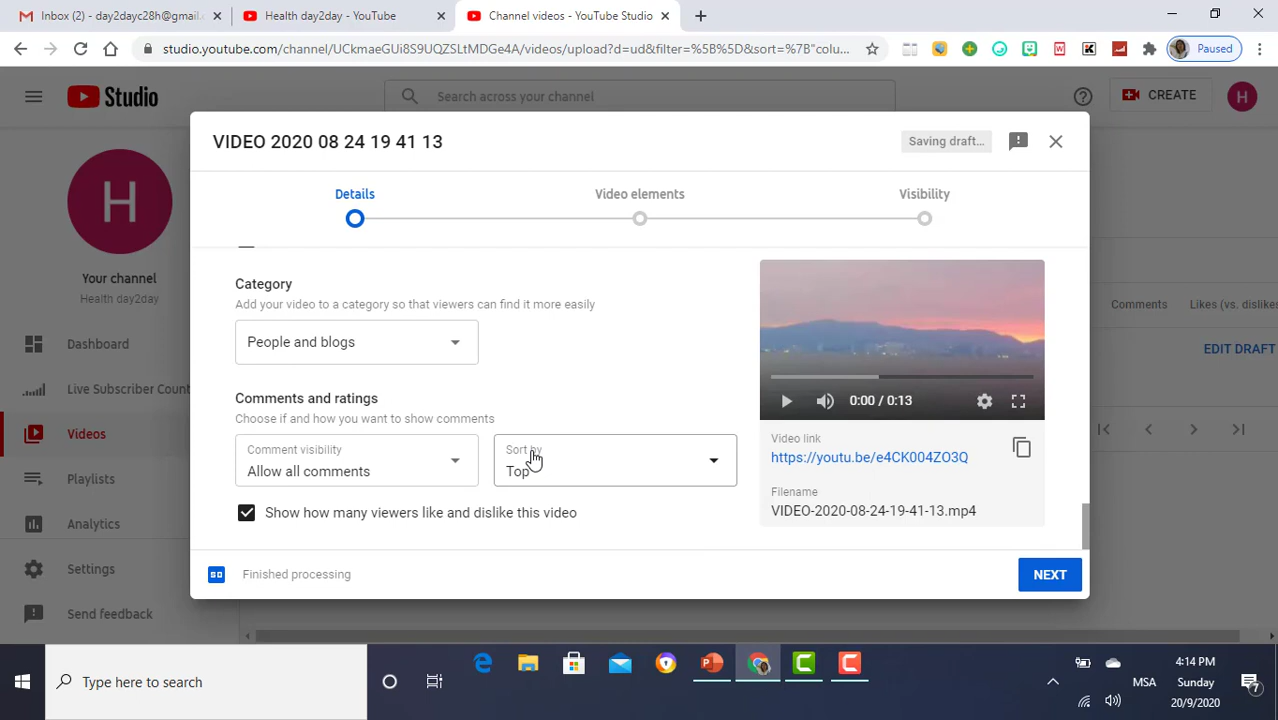 Inbox (2) - day2dayc28h@gmail.c
Health day2day - YouTube
Channel videos - YouTube Studio
studio.youtube.com/channel/UCkmaeGUi8S9UQZsLtMDGe4A/videos/upload?d=ud&filter=%5B%5D&sort=%7B"colu...
Paused
Studio
Search across your channel
CREATE
H
VIDEO 2020 08 24 19 41 13
Saving draft...
Details
Video elements
Visibility
H
Your channel
Health day2day
Category
Add your video to a category so that viewers can find it more easily
People and blogs
Comments
Likes (vs. dislikes
Dashboard
EDIT DRAFT
Live Subscriber Count
Comments and ratings
Choose if and how you want to show comments
0:00 / 0:13
Videos
Comment visibility
Allow all comments
Sort by
Top
Video link
https://youtu.be/e4CK004ZO3Q
Playlists
Filename
VIDEO-2020-08-24-19-41-13.mp4
Analytics
Show how many viewers like and dislike this video
Settings
SD
Finished processing
NEXT
Send feedback
Type here to search
4:14 PM
MSA
Sunday
20/9/2020
7